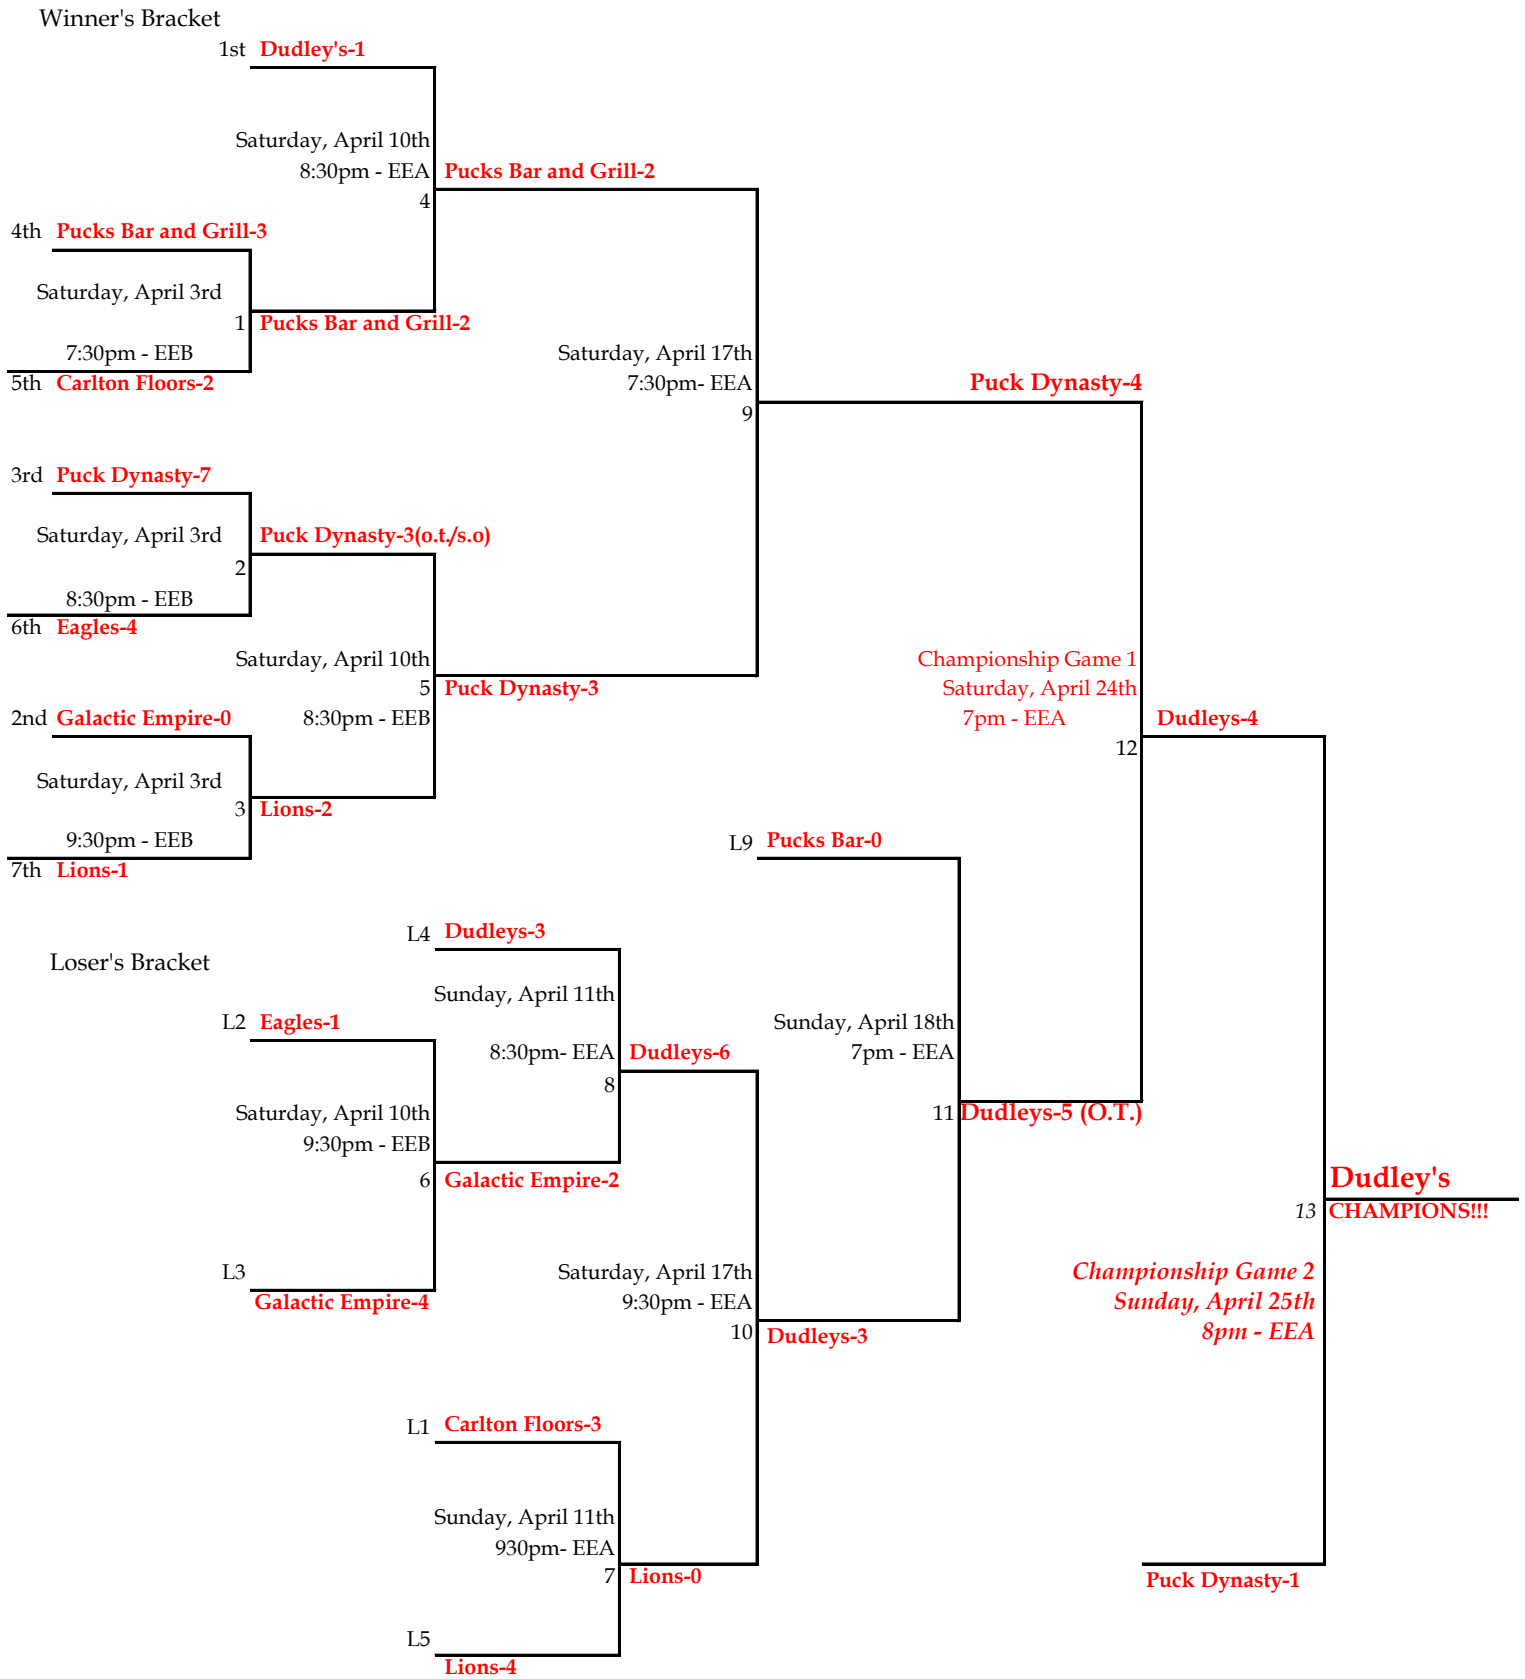 Winner's Bracket
1st Dudley's-1
Saturday, April 10th
8:30pm - EEA
4
Pucks Bar and Grill-2
4th Pucks Bar and Grill-3
Saturday, April 3rd
1
Pucks Bar and Grill-2
7:30pm - EEB
5th Carlton Floors-2
Saturday, April 17th
7:30pm- EEA
9
Puck Dynasty-4
3rd Puck Dynasty-7
Saturday, April 3rd
Puck Dynasty-3(o.t./s.o)
2
8:30pm - EEB
6th Eagles-4
Saturday, April 10th
5
Puck Dynasty-3
8:30pm - EEB
2nd Galactic Empire-0
Saturday, April 3rd
3
Lions-2
9:30pm - EEB
7th Lions-1
Championship Game 1
Saturday, April 24th
7pm - EEA
12
Dudleys-4
L9 Pucks Bar-0
L4 Dudleys-3
Loser's Bracket
Sunday, April 11th
L2 Eagles-1
8:30pm- EEA
8
Dudleys-6
Sunday, April 18th
7pm - EEA
11
Dudleys-5 (O.T.)
Saturday, April 10th
9:30pm - EEB
6
Galactic Empire-2
Dudley's
13
CHAMPIONS!!!
L3
Galactic Empire-4
Saturday, April 17th
9:30pm - EEA
10
Dudleys-3
Championship Game 2
Sunday, April 25th
8pm - EEA
L1 Carlton Floors-3
Sunday, April 11th
930pm- EEA
7
Lions-0
Puck Dynasty-1
L5
Lions-4